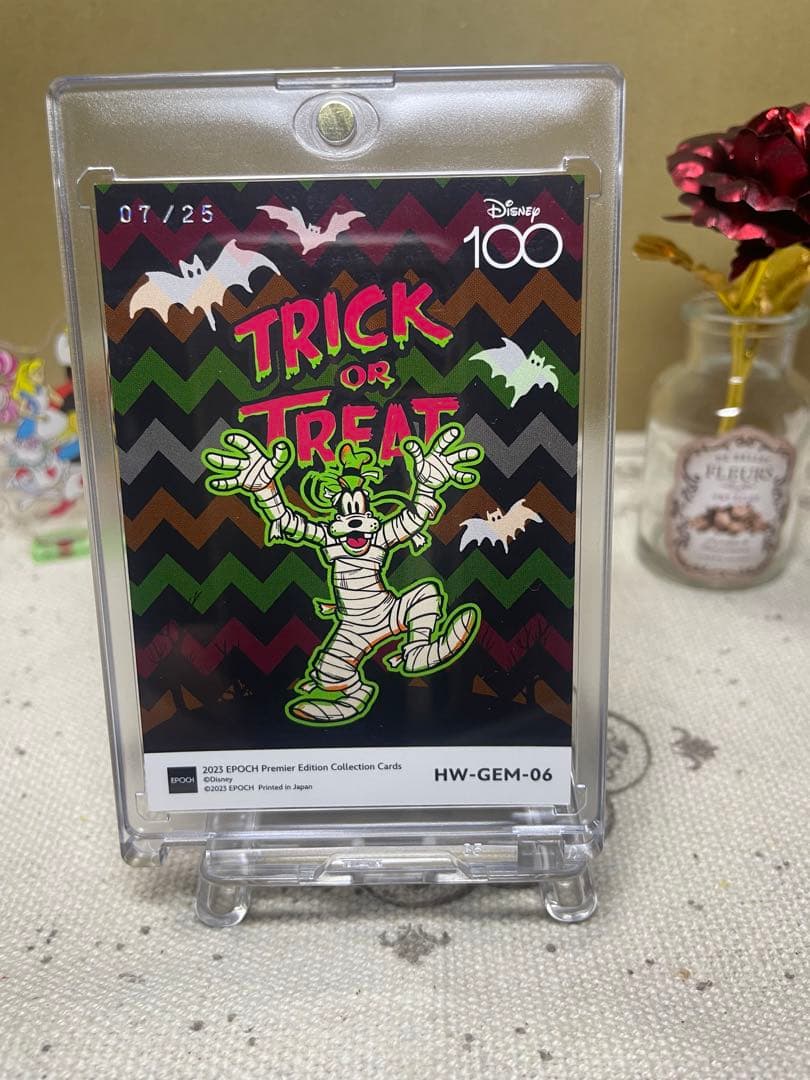 07/25
Disney
100
TRICK
OR
TREAT
FLEURS
EPOCH
2023 EPOCH Premier Edition Collection Cards
©Disney
©2023 EPOCH Printed in Japan
HW-GEM-06